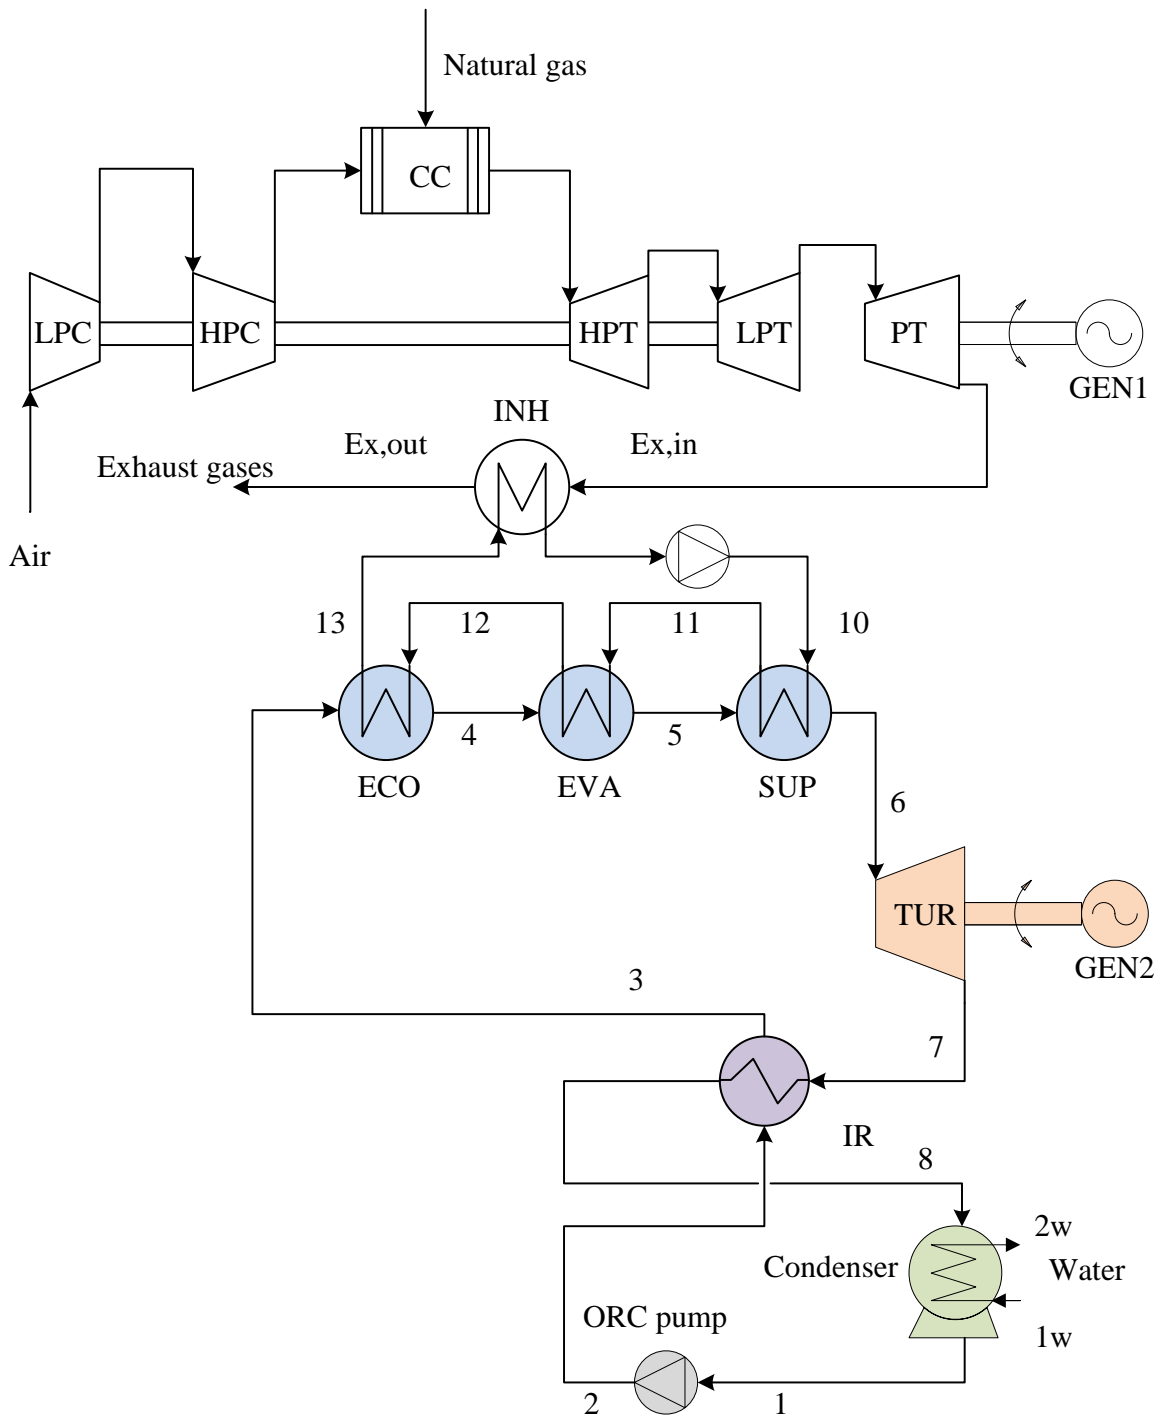 Natural gas
CC
LPC
HPC
HPT
LPT
PT
GEN1
INH
Ex,out
Ex,in
Exhaust gases
Air
13
12
11
10
4
5
ECO
EVA
SUP
6
TUR
GEN2
3
7
IR
8
2w
Condenser
Water
ORC pump
1w
2
1